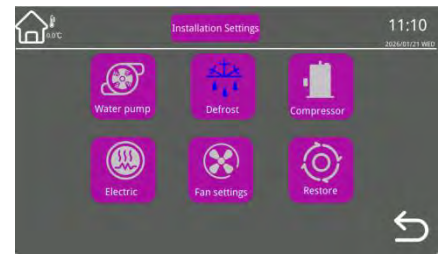 Installation Settings
11:10
0.0℃
2026/01/21 WED
Water pump
Defrost
Compressor
Electric
Fan settings
Restore